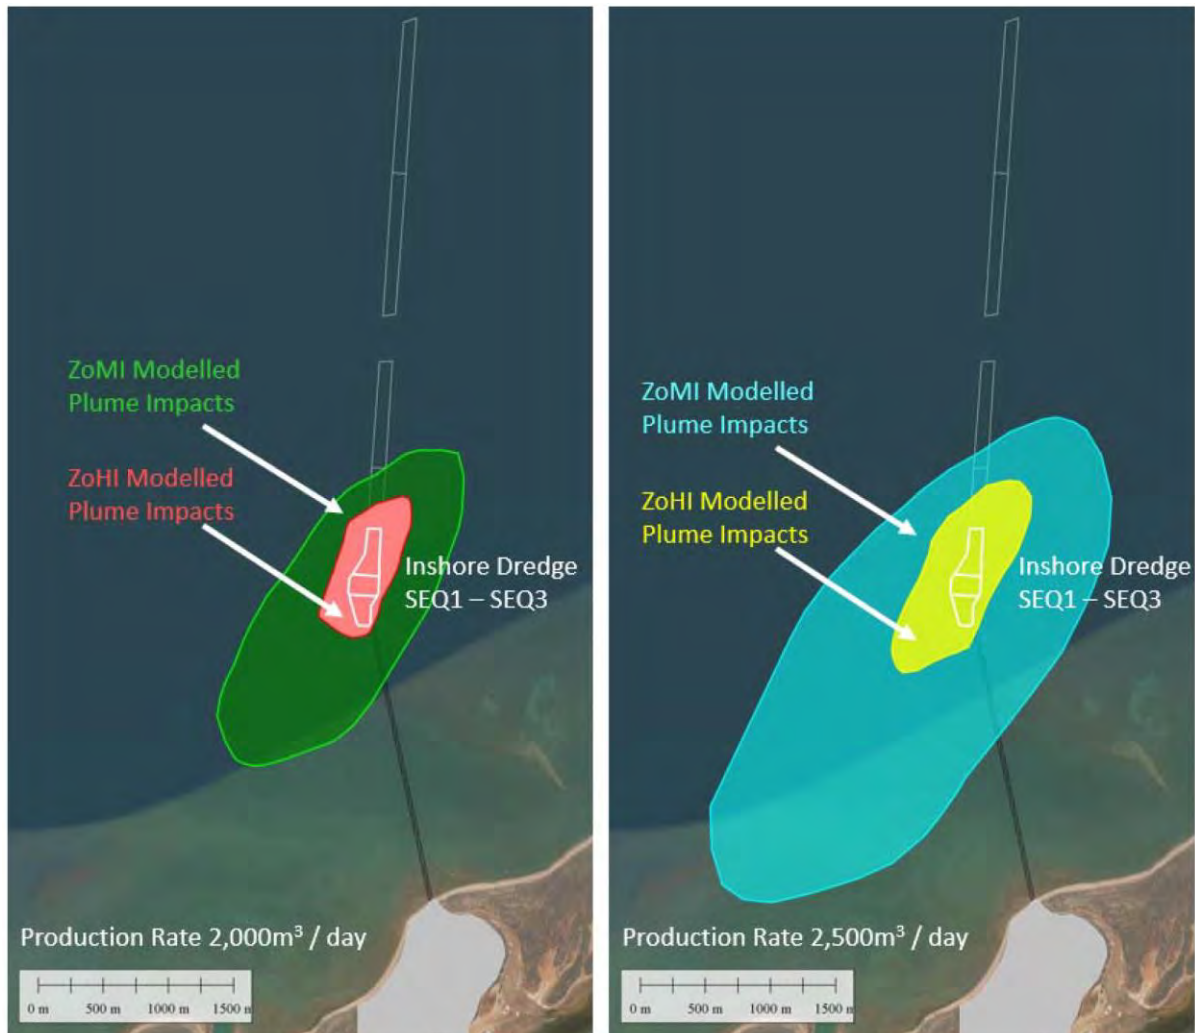 ZoMI Modelled
Plume Impacts
ZoHI Modelled
Plume Impacts
Inshore Dredge
SEQ1 – SEQ3
Production Rate 2,000m³ / day
0 m 500 m 1000 m 1500 m
ZoMI Modelled
Plume Impacts
ZoHI Modelled
Plume Impacts
Inshore Dredge
SEQ1 – SEQ3
Production Rate 2,500m³ / day
0 m 500 m 1000 m 1500 m